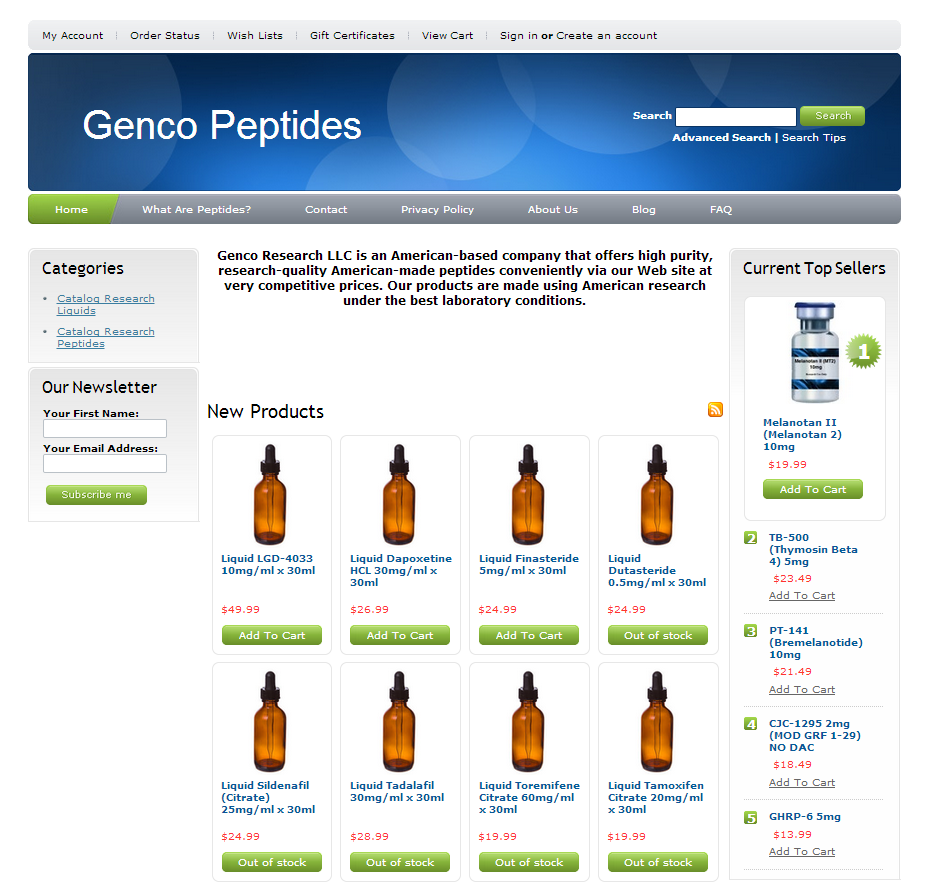 My Account
Order Status
Wish Lists
Gift Certificates
View Cart
Sign in or Create an account
Genco Peptides
Search
Search
Advanced Search | Search Tips
Home
What Are Peptides?
Contact
Privacy Policy
About Us
Blog
FAQ
Categories
• Catalog Research
Liquids
• Catalog Research
Peptides
Our Newsletter
Your First Name:
Your Email Address:
Subscribe me
Genco Research LLC is an American-based company that offers high purity,
research-quality American-made peptides conveniently via our Web site at
very competitive prices. Our products are made using American research
under the best laboratory conditions.
New Products
Liquid LGD-4033
10mg/ml x 30ml
$49.99
Add To Cart
Liquid Dapoxetine
HCL 30mg/ml x
30ml
$26.99
Add To Cart
Liquid Finasteride
5mg/ml x 30ml
$24.99
Add To Cart
Liquid
Dutasteride
0.5mg/ml x 30ml
$24.99
Out of stock
Liquid Sildenafil
(Citrate)
25mg/ml x 30ml
$24.99
Out of stock
Liquid Tadalafil
30mg/ml x 30ml
$28.99
Out of stock
Liquid Toremifene
Citrate 60mg/ml
x 30ml
$19.99
Out of stock
Liquid Tamoxifen
Citrate 20mg/ml
x 30ml
$19.99
Out of stock
Current Top Sellers
Melanotan II (MT2)
10mg
1
Melanotan II
(Melanotan 2)
10mg
$19.99
Add To Cart
2
TB-500
(Thymosin Beta
4) 5mg
$23.49
Add To Cart
3
PT-141
(Bremelanotide)
10mg
$21.49
Add To Cart
4
CJC-1295 2mg
(MOD GRF 1-29)
NO DAC
$18.49
Add To Cart
5
GHRP-6 5mg
$13.99
Add To Cart